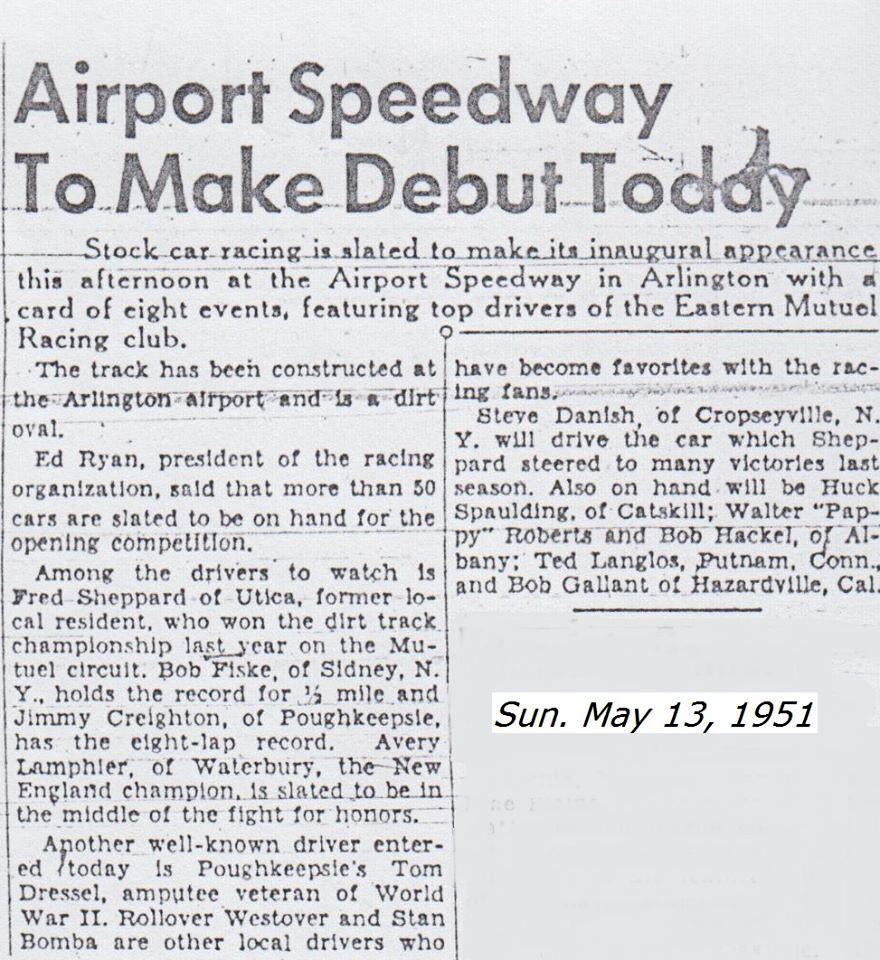 Airport Speedway
To Make Debut Today
Stock car racing is slated to make its inaugural appearance
this afternoon at the Airport Speedway in Arlington with a
card of eight events, featuring top drivers of the Eastern Mutuel
Racing club.
The track has been constructed at
the Arlington airport and is a dirt
oval.
Ed Ryan, president of the racing
organization, said that more than 50
cars are slated to be on hand for the
opening competition.
Among the drivers to watch is
Fred Sheppard of Utica, former lo-
cal resident, who won the dirt track
championship last year on the Mu-
tuel circuit. Bob Fiske, of Sidney, N.
Y., holds the record for ½ mile and
Jimmy Creighton, of Poughkeepsie,
has the eight-lap record. Avery
Lamphier, of Waterbury, the New
England champion, is slated to be in
the middle of the fight for honors.
Another well-known driver enter-
ed today is Poughkeepsie's Tom
Dressel, amputee veteran of World
War II. Rollover Westover and Stan
Bomba are other local drivers who
have become favorites with the rac-
ing fans.
Steve Danish, of Cropseyville, N.
Y. will drive the car which Shep-
pard steered to many victories last
season. Also on hand will be Huck
Spaulding, of Catskill; Walter "Pap-
py" Roberts and Bob Hackel, of Al-
bany; Ted Langlos, Putnam, Conn.,
and Bob Gallant of Hazardville, Cal.
Sun. May 13, 1951